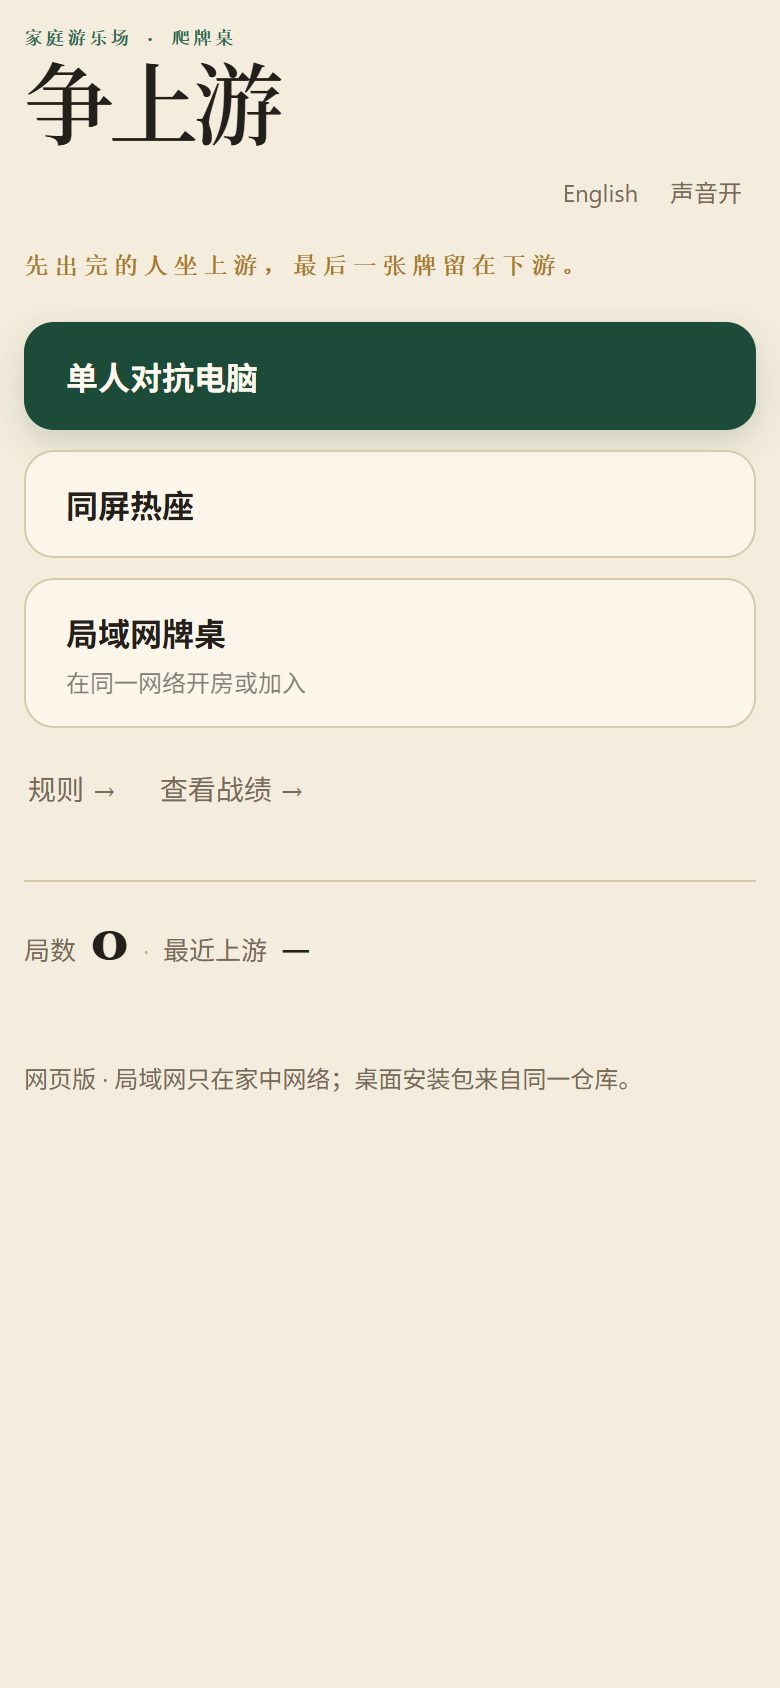 家庭游乐场 · 爬牌桌
争上游
English 声音开
先出完的人坐上游，最后一张牌留在下游。
单人对抗电脑
同屏热座
局域网牌桌
在同一网络开房或加入
规则 → 查看战绩 →
局数 0 · 最近上游 —
网页版 · 局域网只在家中网络；桌面安装包来自同一仓库。